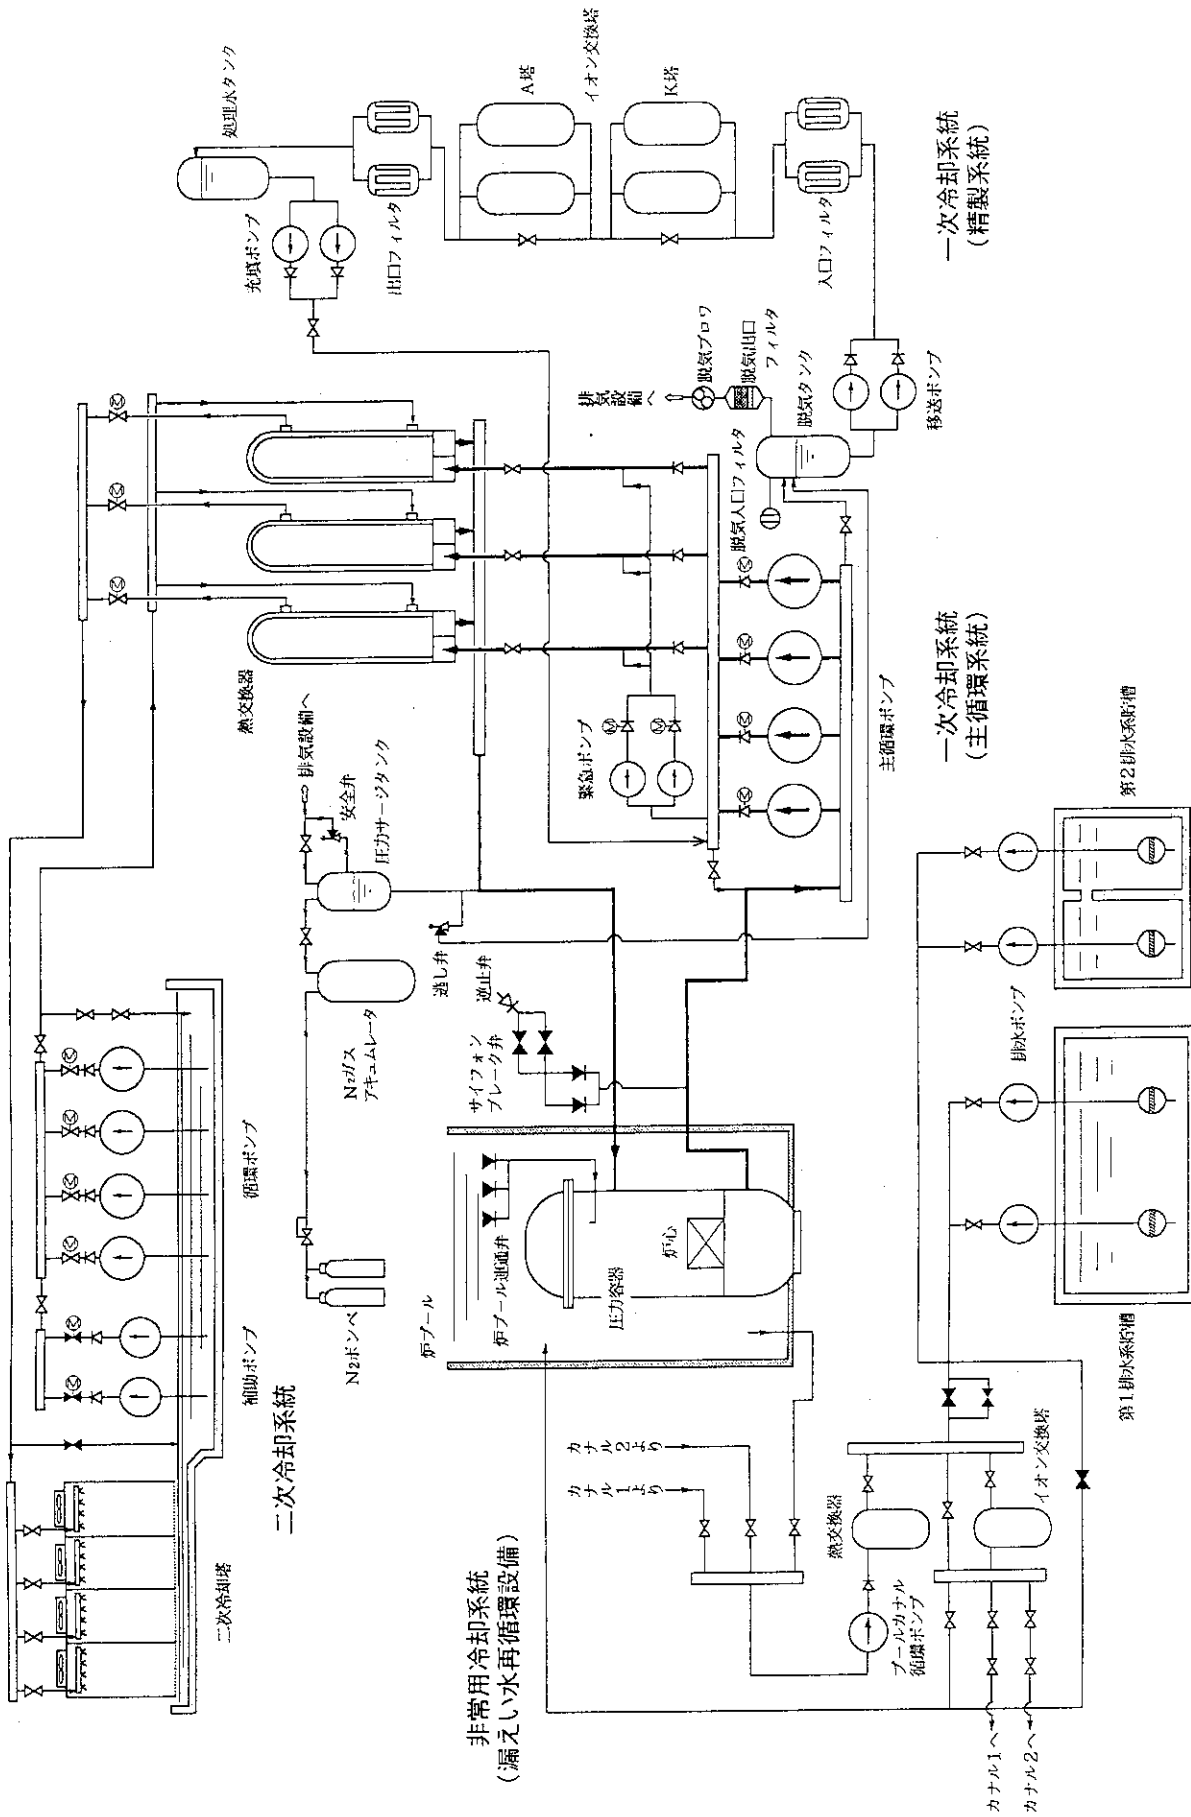 二次冷却系統
二次冷却塔
補助ポンプ
循環ポンプ
N₂ボンベ
N₂ガス
アキュムレータ
排気設備へ
安全弁
圧力サージタンク
逃し弁
逆止弁
サイフォン
ブレーク弁
熱交換器
充填ポンプ
処理水タンク
出口フィルタ
A塔
イオン交換塔
K塔
入口フィルタ
一次冷却系統
(精製系統)
排気設備へ
脱気ブロワ
脱気出口
フィルタ
脱気タンク
脱気入口フィルタ
移送ポンプ
緊急ポンプ
主循環ポンプ
一次冷却系統
(主循環系統)
炉プール
炉プール連通弁
圧力容器
炉心
非常用冷却系統
(漏えい水再循環設備)
カナル2より
カナル1より
熱交換器
プールカナル
循環ポンプ
イオン交換塔
カナル1へ
カナル2へ
排水ポンプ
第1排水系貯槽
第2排水系貯槽